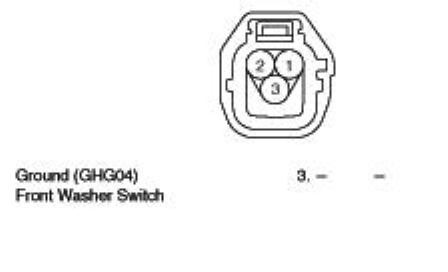 2 1
3
Ground (GHG04) 3. – –
Front Washer Switch